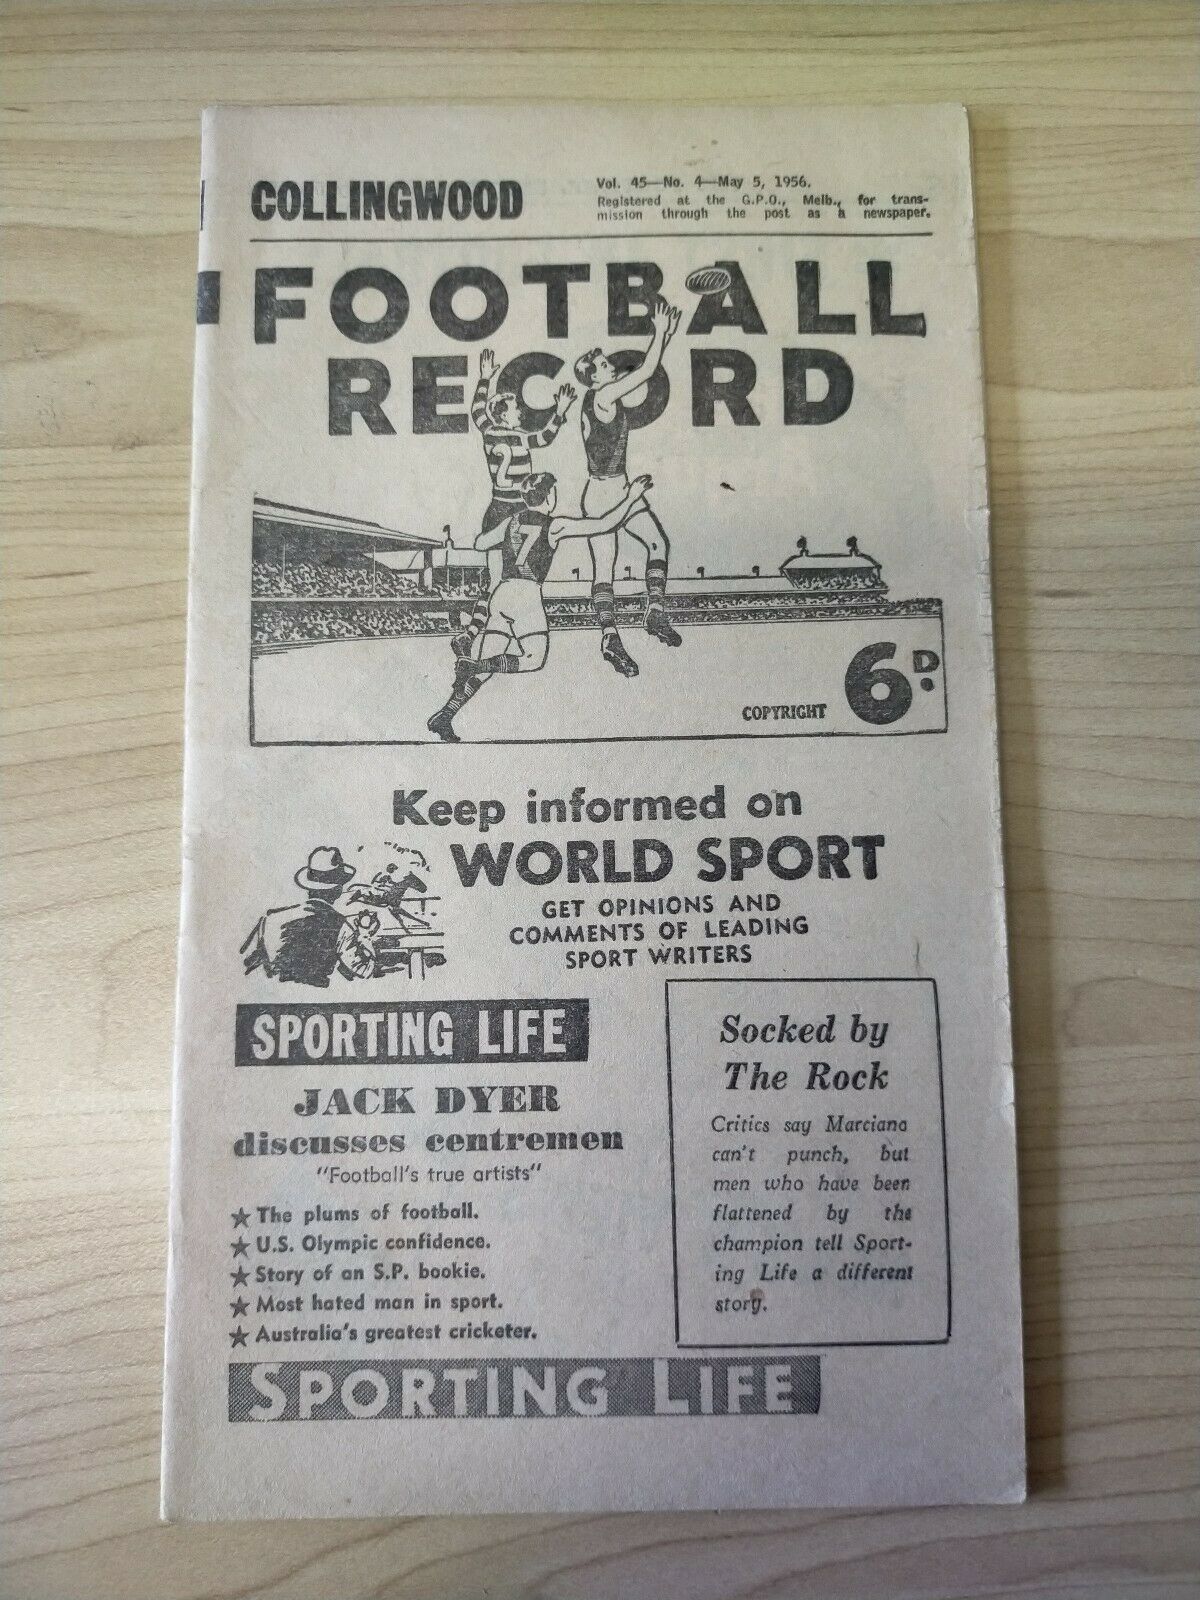 COLLINGWOOD
Vol. 45—No. 4—May 5, 1956.
Registered at the G.P.O., Melb., for trans-
mission through the post as a newspaper.
FOOTBALL
RECORD
2
7
6D.
COPYRIGHT
Keep informed on
WORLD SPORT
GET OPINIONS AND
COMMENTS OF LEADING
SPORT WRITERS
SPORTING LIFE
JACK DYER
discusses centremen
"Football's true artists"
★ The plums of football.
★ U.S. Olympic confidence.
★ Story of an S.P. bookie.
★ Most hated man in sport.
★ Australia's greatest cricketer.
Socked by
The Rock
Critics say Marciano
can't punch, but
men who have been
flattened by the
champion tell Sport-
ing Life a different
story.
SPORTING LIFE